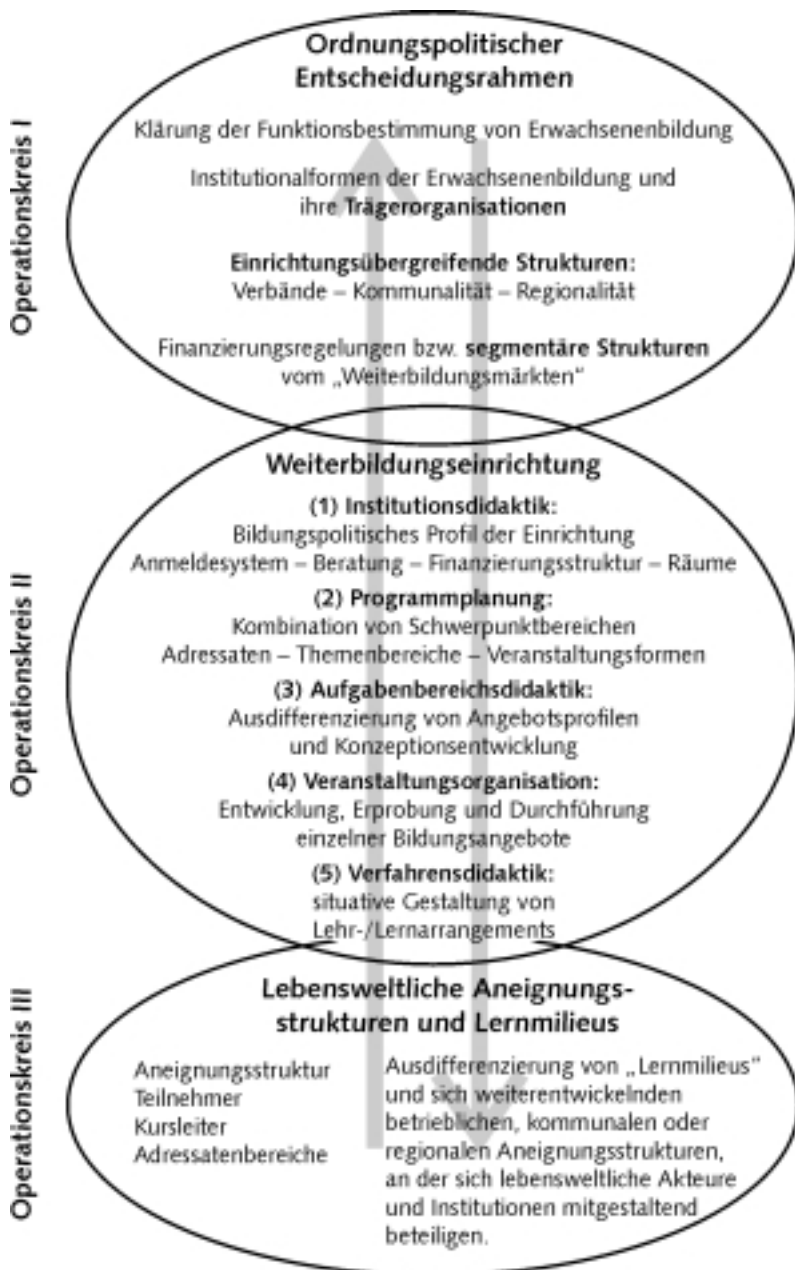 Operationskreis I
Ordnungspolitischer
Entscheidungsrahmen
Klärung der Funktionsbestimmung von Erwachsenenbildung
Institutionalformen der Erwachsenenbildung und
ihre Trägerorganisationen
Einrichtungsübergreifende Strukturen:
Verbände – Kommunalität – Regionalität
Finanzierungsregelungen bzw. segmentäre Strukturen
vom „Weiterbildungsmärkten“
Operationskreis II
Weiterbildungseinrichtung
(1) Institutionsdidaktik:
Bildungspolitisches Profil der Einrichtung
Anmeldesystem – Beratung – Finanzierungsstruktur – Räume
(2) Programmplanung:
Kombination von Schwerpunktbereichen
Adressaten – Themenbereiche – Veranstaltungsformen
(3) Aufgabenbereichsdidaktik:
Ausdifferenzierung von Angebotsprofilen
und Konzeptionsentwicklung
(4) Veranstaltungsorganisation:
Entwicklung, Erprobung und Durchführung
einzelner Bildungsangebote
(5) Verfahrensdidaktik:
situative Gestaltung von
Lehr-/Lernarrangements
Operationskreis III
Lebensweltliche Aneignungs-
strukturen und Lernmilieus
Aneignungsstruktur
Teilnehmer
Kursleiter
Adressatenbereiche
Ausdifferenzierung von „Lernmilieus“
und sich weiterentwickelnden
betrieblichen, kommunalen oder
regionalen Aneignungsstrukturen,
an der sich lebensweltliche Akteure
und Institutionen mitgestaltend
beteiligen.